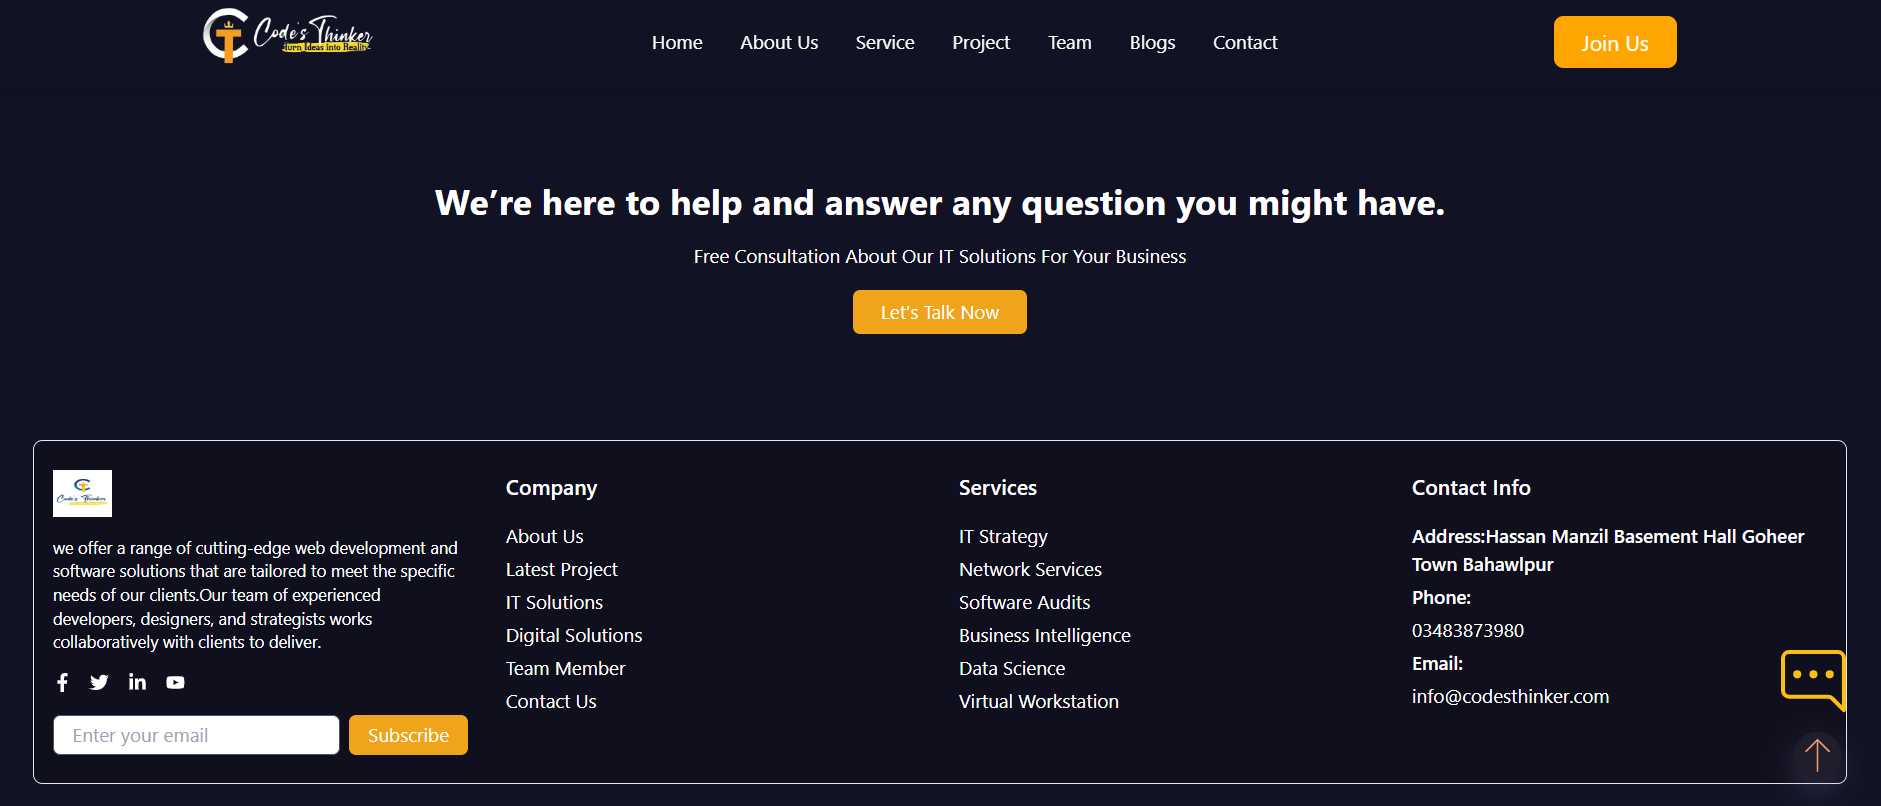 Code's Thinker
Turn Ideas into Reality
Home
About Us
Service
Project
Team
Blogs
Contact
Join Us
We’re here to help and answer any question you might have.
Free Consultation About Our IT Solutions For Your Business
Let’s Talk Now
Code's Thinker
we offer a range of cutting-edge web development and
software solutions that are tailored to meet the specific
needs of our clients.Our team of experienced
developers, designers, and strategists works
collaboratively with clients to deliver.
Enter your email
Subscribe
Company
About Us
Latest Project
IT Solutions
Digital Solutions
Team Member
Contact Us
Services
IT Strategy
Network Services
Software Audits
Business Intelligence
Data Science
Virtual Workstation
Contact Info
Address:Hassan Manzil Basement Hall Goheer
Town Bahawlpur
Phone:
03483873980
Email:
info@codesthinker.com